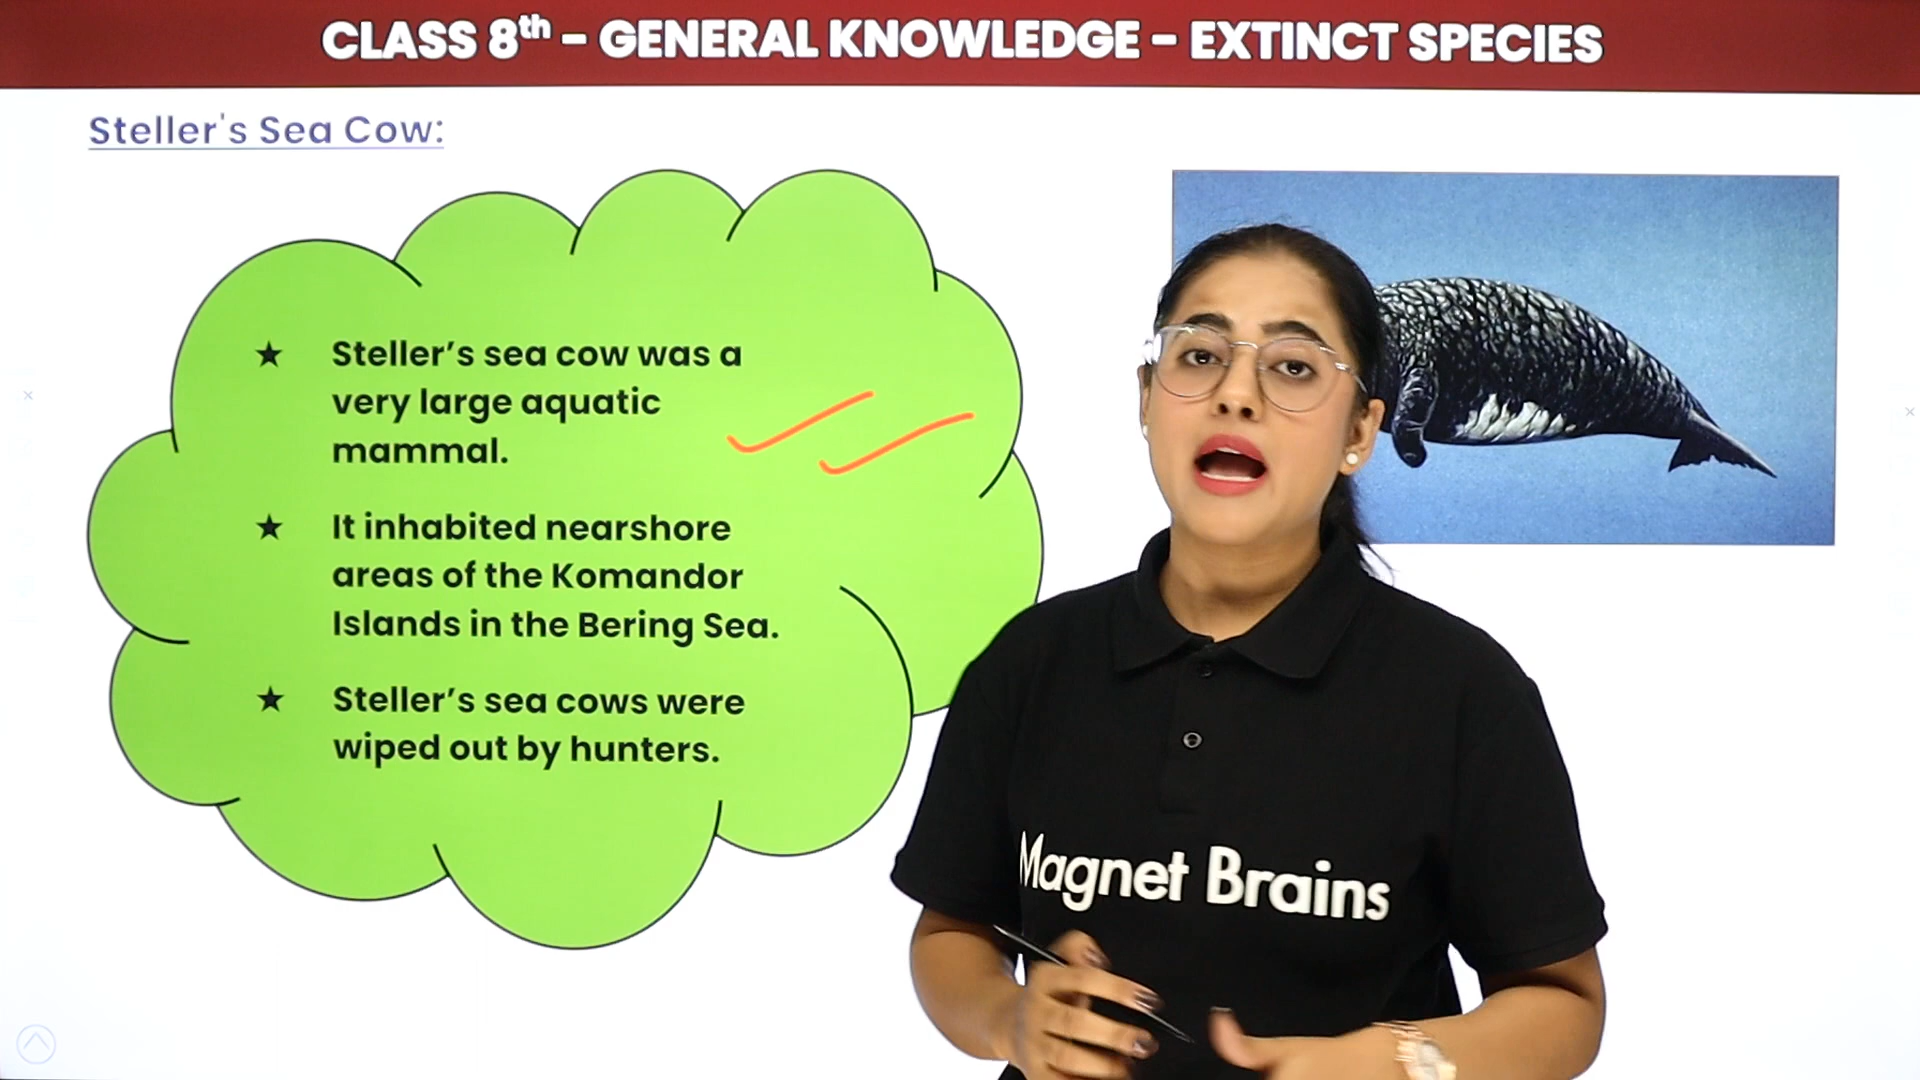 CLASS 8th – GENERAL KNOWLEDGE – EXTINCT SPECIES
Steller's Sea Cow:
★ Steller’s sea cow was a
very large aquatic
mammal.
★ It inhabited nearshore
areas of the Komandor
Islands in the Bering Sea.
★ Steller’s sea cows were
wiped out by hunters.
Magnet Brains